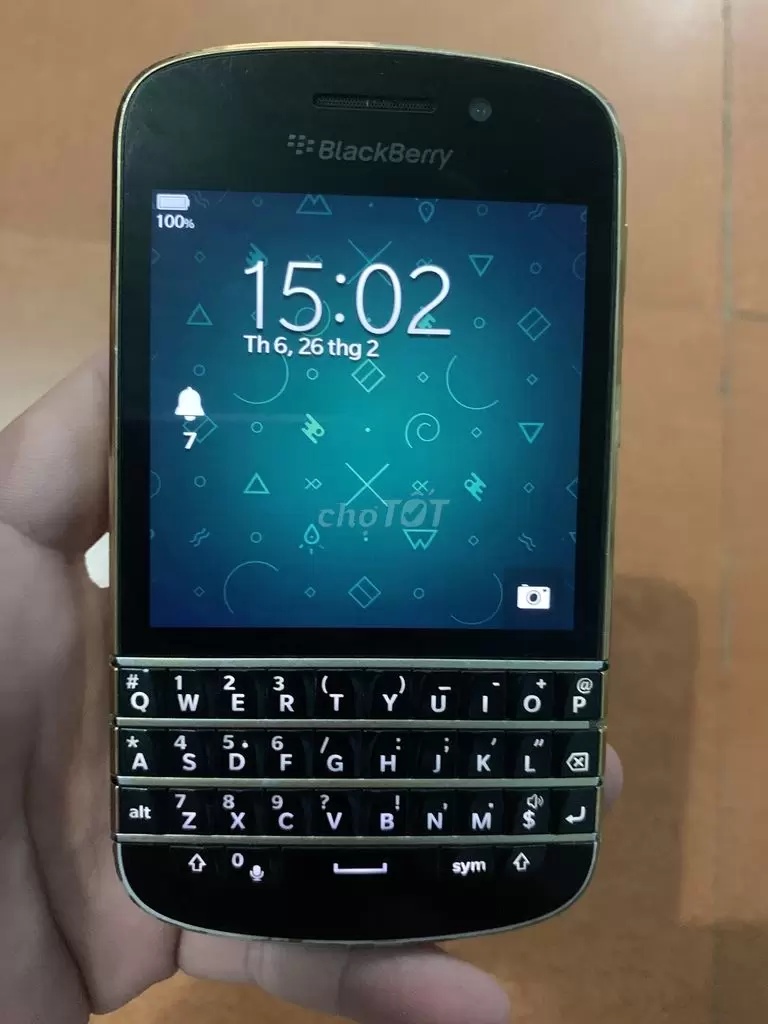 BlackBerry
100%
15:02
Th 6, 26 thg 2
7
choTỐT
# 1 2 3 ( ) _ - + @
Q W E R T Y U I O P
* 4 5 6 / : ; ' "
A S D F G H J K L
7 8 9 ? ! , .
alt Z X C V B N M $
0 sym